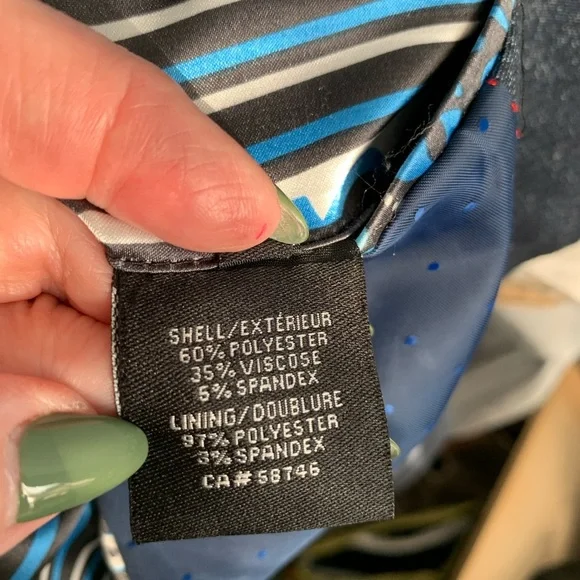 SHELL/EXTÉRIEUR
60% POLYESTER
35% VISCOSE
5% SPANDEX
LINING/DOUBLURE
97% POLYESTER
3% SPANDEX
CA# 58746